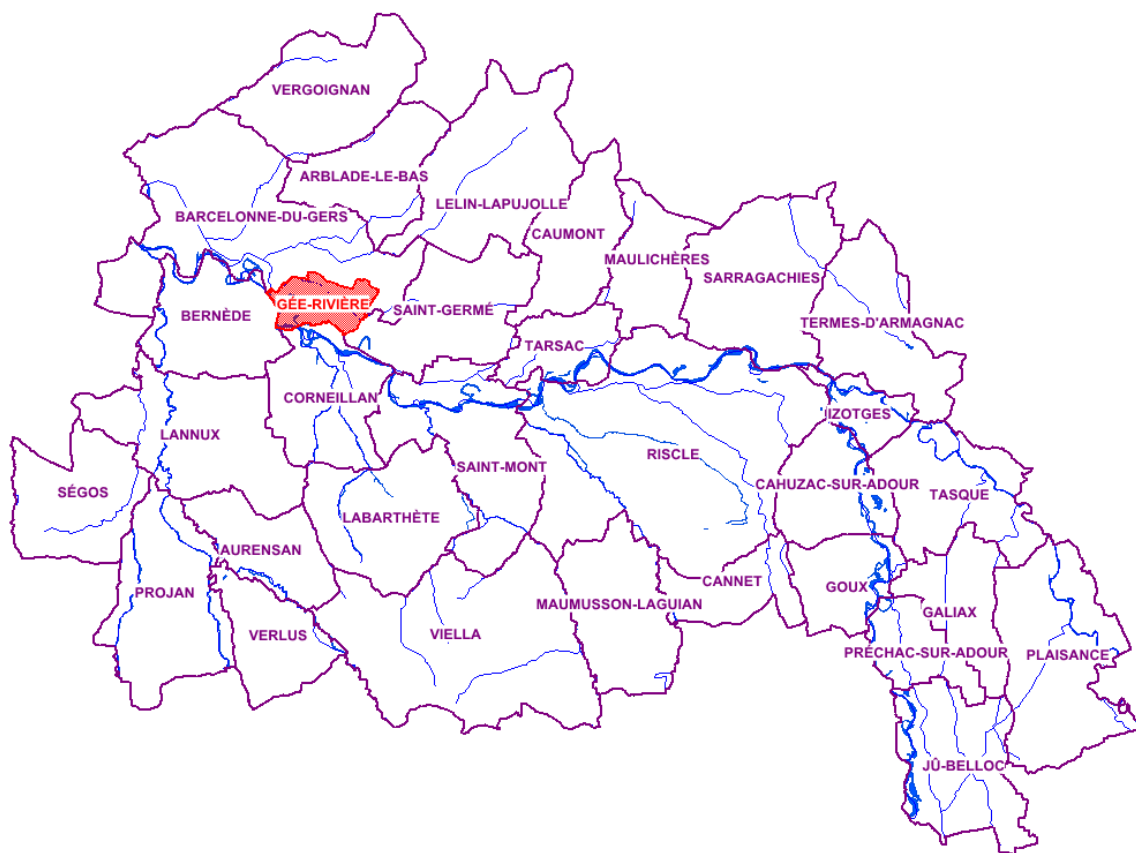 VERGOIGNAN
ARBLADE-LE-BAS
LELIN-LAPUJOLLE
BARCELONNE-DU-GERS
CAUMONT
MAULICHÈRES
SARRAGACHIES
GÉE-RIVIÈRE
SAINT-GERMÉ
BERNÈDE
TERMES-D'ARMAGNAC
TARSAC
CORNEILLAN
IZOTGES
LANNUX
RISCLE
SAINT-MONT
CAHUZAC-SUR-ADOUR
SÉGOS
TASQUE
LABARTHÈTE
AURENSAN
CANNET
GOUX
PROJAN
MAUMUSSON-LAGUIAN
GALIAX
VIELLA
VERLUS
PRÉCHAC-SUR-ADOUR
PLAISANCE
JÛ-BELLOC